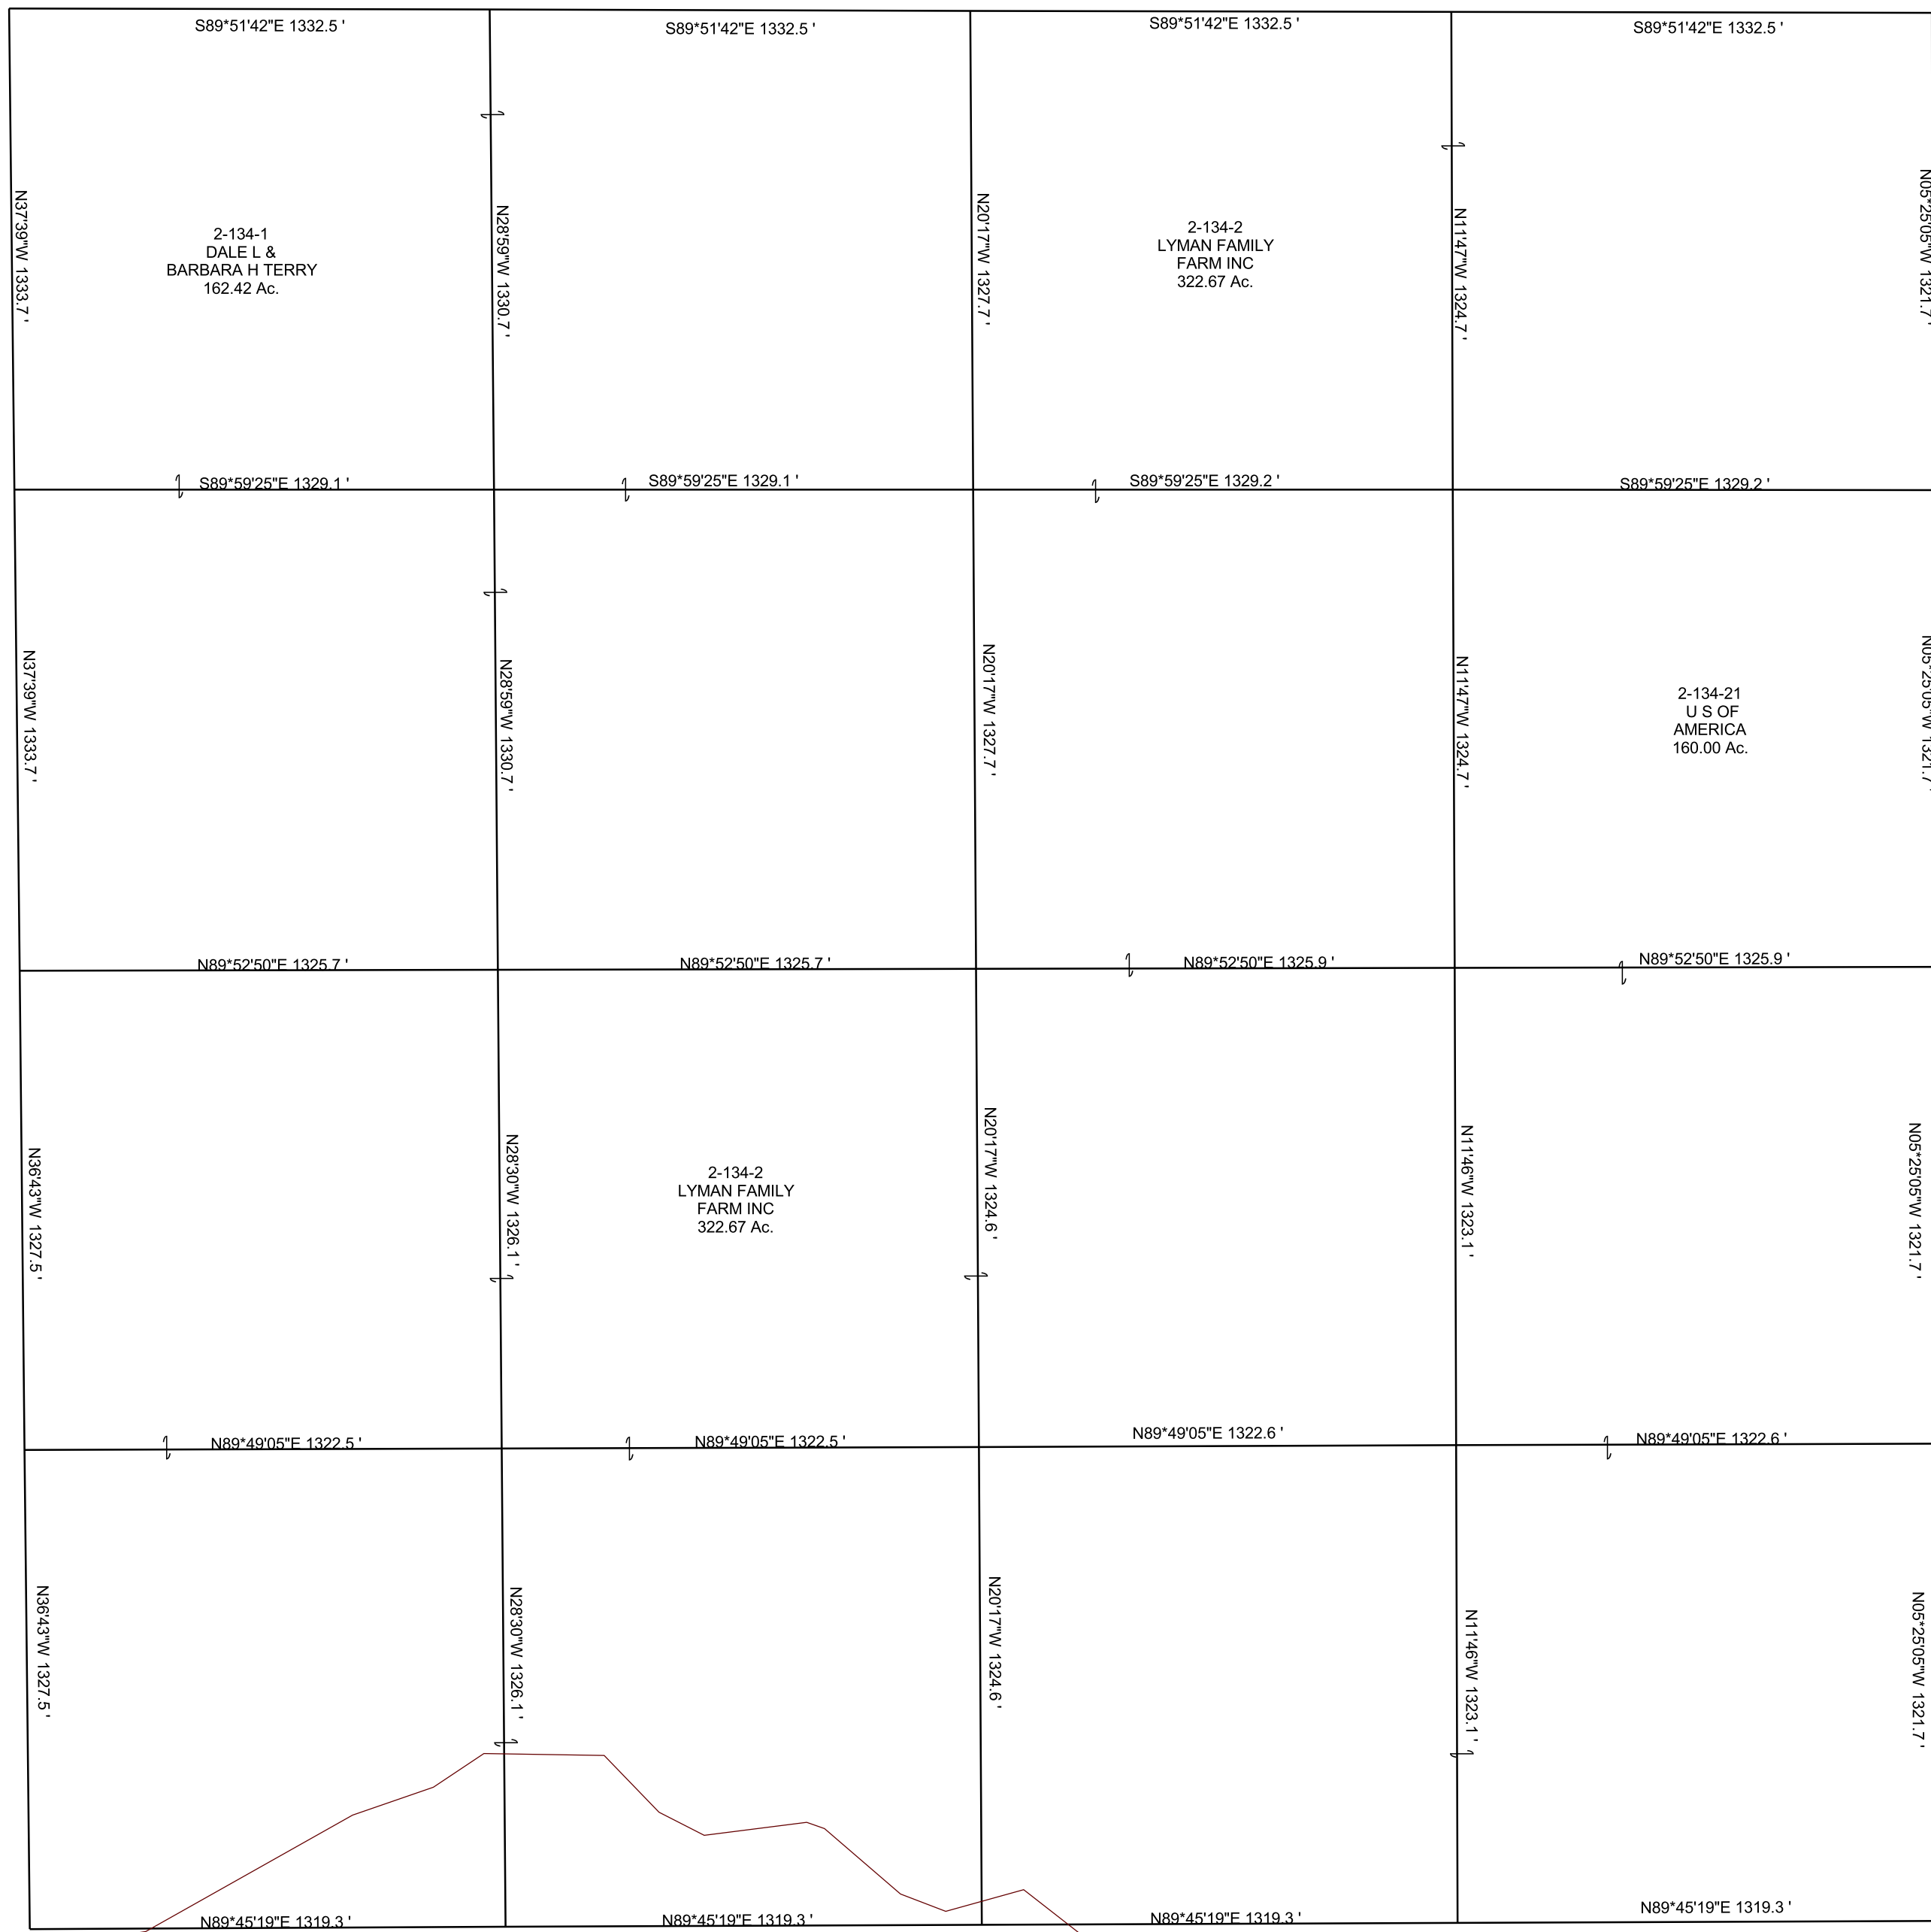 S89*51'42"E 1332.5 '
S89*51'42"E 1332.5 '
S89*51'42"E 1332.5 '
S89*51'42"E 1332.5 '
N37'39"W 1333.7 '
2-134-1
DALE L &
BARBARA H TERRY
162.42 Ac.
N28'59"W 1330.7 '
N20'17"W 1327.7 '
2-134-2
LYMAN FAMILY
FARM INC
322.67 Ac.
N11'47"W 1324.7 '
N05*25'05"W 1321.7 '
S89*59'25"E 1329.1 '
S89*59'25"E 1329.1 '
S89*59'25"E 1329.2 '
S89*59'25"E 1329.2 '
N37'39"W 1333.7 '
N28'59"W 1330.7 '
N20'17"W 1327.7 '
N11'47"W 1324.7 '
2-134-21
U S OF
AMERICA
160.00 Ac.
N05*25'05"W 1321.7 '
N89*52'50"E 1325.7 '
N89*52'50"E 1325.7 '
N89*52'50"E 1325.9 '
N89*52'50"E 1325.9 '
N36'43"W 1327.5 '
N28'30"W 1326.1 '
2-134-2
LYMAN FAMILY
FARM INC
322.67 Ac.
N20'17"W 1324.6 '
N11'46"W 1323.1 '
N05*25'05"W 1321.7 '
N89*49'05"E 1322.5 '
N89*49'05"E 1322.5 '
N89*49'05"E 1322.6 '
N89*49'05"E 1322.6 '
N36'43"W 1327.5 '
N28'30"W 1326.1 '
N20'17"W 1324.6 '
N11'46"W 1323.1 '
N05*25'05"W 1321.7 '
N89*45'19"E 1319.3 '
N89*45'19"E 1319.3 '
N89*45'19"E 1319.3 '
N89*45'19"E 1319.3 '